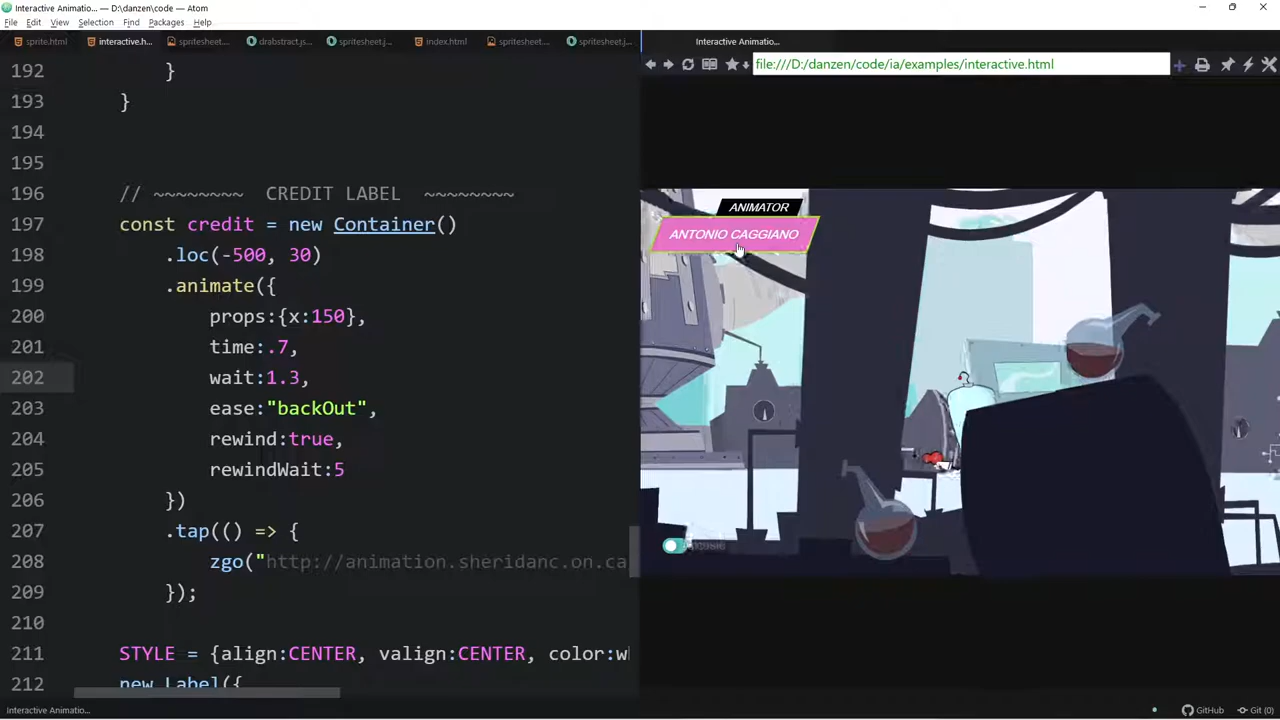 Interactive Animatio... — D:\danzen\code — Atom
File Edit View Selection Find Packages Help
sprite.html interactive.h... spritesheet... drabstract.js... spritesheet.j... index.html spritesheet... spritesheet.j...
Interactive Animatio...
file:///D:/danzen/code/ia/examples/interactive.html
192 }
193 }
194
195
196 // ~~~~~~~~ CREDIT LABEL ~~~~~~~~
197 const credit = new Container()
198 .loc(-500, 30)
199 .animate({
200 props:{x:150},
201 time:.7,
202 wait:1.3,
203 ease:"backOut",
204 rewind:true,
205 rewindWait:5
206 })
207 .tap(() => {
208 zgo("http://animation.sheridanc.on.ca
209 });
210
211 STYLE = {align:CENTER, valign:CENTER, color:w
212 new Label({
ANIMATOR
ANTONIO CAGGIANO
Interactive Animatio...
GitHub Git (0)